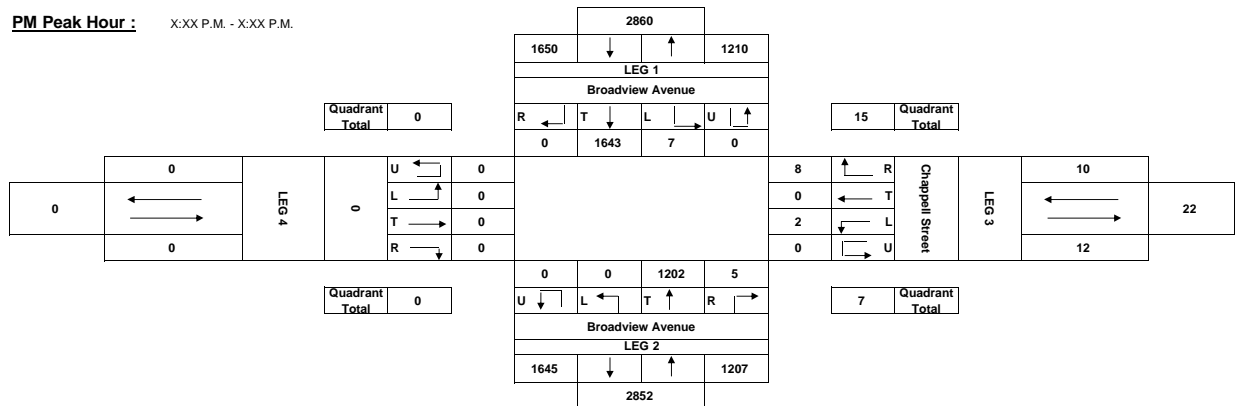 PM Peak Hour : X:XX P.M. - X:XX P.M.
2860
1650 1210
LEG 1
Broadview Avenue
Quadrant Total 0
R T L U
15 Quadrant Total
0 1643 7 0
0
0
0
LEG 4
0
U 0
L 0
T 0
R 0
8 R
0 T
2 L
0 U
Chappell Street
LEG 3
10
22
12
0 0 1202 5
Quadrant Total 0
U L T R
7 Quadrant Total
Broadview Avenue
LEG 2
1645 1207
2852